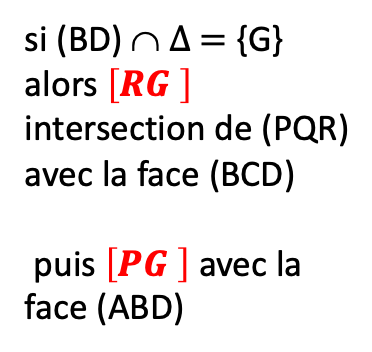 si (BD) ∩ Δ = {G}
alors [RG ]
intersection de (PQR)
avec la face (BCD)
puis [PG ] avec la
face (ABD)